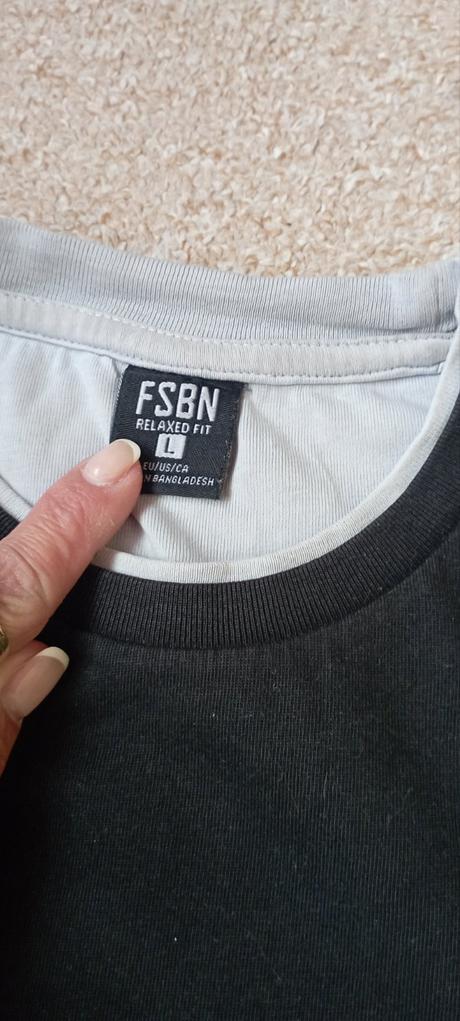 FSBN
RELAXED FIT
L
EU/US/CA
BANGLADESH